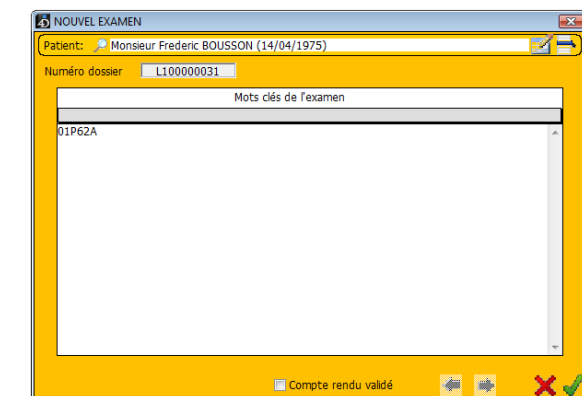 NOUVEL EXAMEN
Patient: Monsieur Frederic BOUSSON (14/04/1975)
Numéro dossier L100000031
Mots clés de l'examen
01P62A
Compte rendu validé